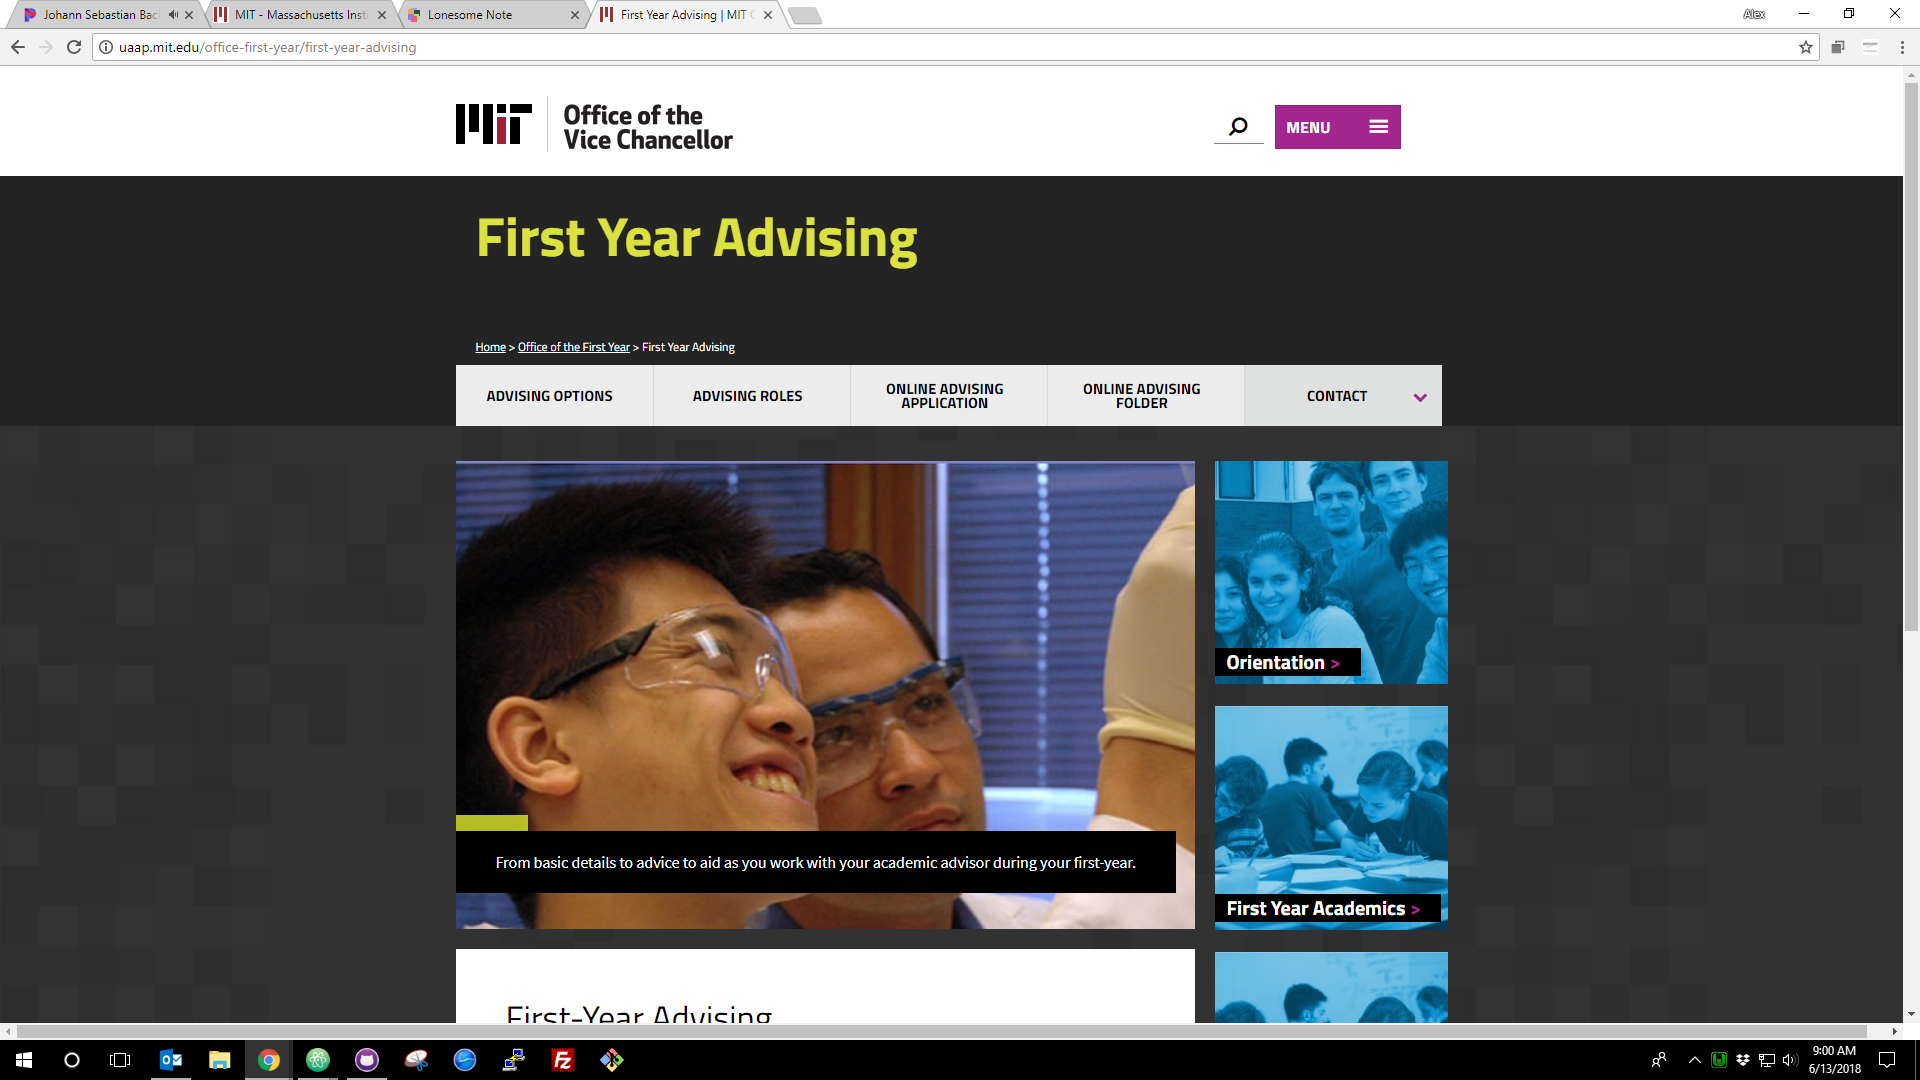 Johann Sebastian Bac
MIT - Massachusetts Insti
Lonesome Note
First Year Advising | MIT
Alex
uaap.mit.edu/office-first-year/first-year-advising
MIT
Office of the
Vice Chancellor
MENU
First Year Advising
Home > Office of the First Year > First Year Advising
ADVISING OPTIONS
ADVISING ROLES
ONLINE ADVISING
APPLICATION
ONLINE ADVISING
FOLDER
CONTACT
Orientation >
From basic details to advice to aid as you work with your academic advisor during your first-year.
First Year Academics >
First-Year Advising
9:00 AM
6/13/2018